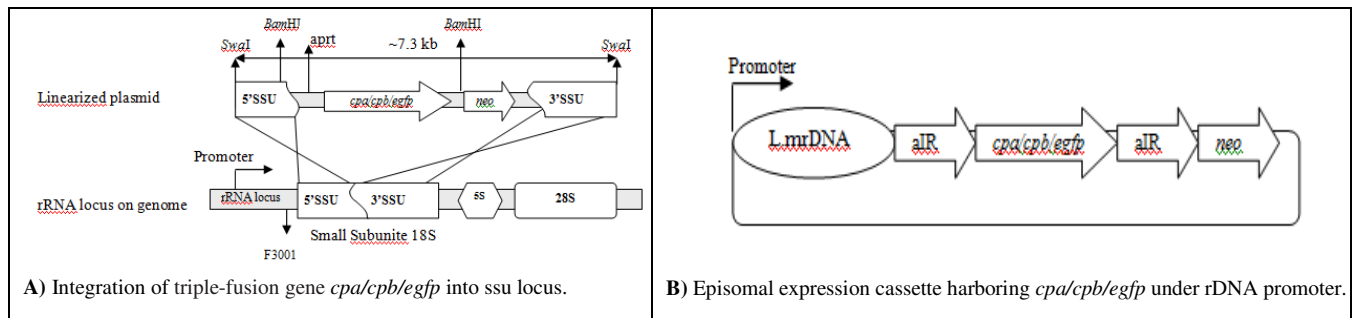 BamHI
BamHI
SwaI
aprt
~7.3 kb
SwaI
Linearized plasmid
5'SSU
cpa/cpb/egfp
neo
3'SSU
Promoter
rRNA locus on genome
rRNA locus
5'SSU
3'SSU
5S
28S
Small Subunite 18S
F3001
A) Integration of triple-fusion gene cpa/cpb/egfp into ssu locus.
Promoter
L.mrDNA
aIR
cpa/cpb/egfp
aIR
neo
B) Episomal expression cassette harboring cpa/cpb/egfp under rDNA promoter.